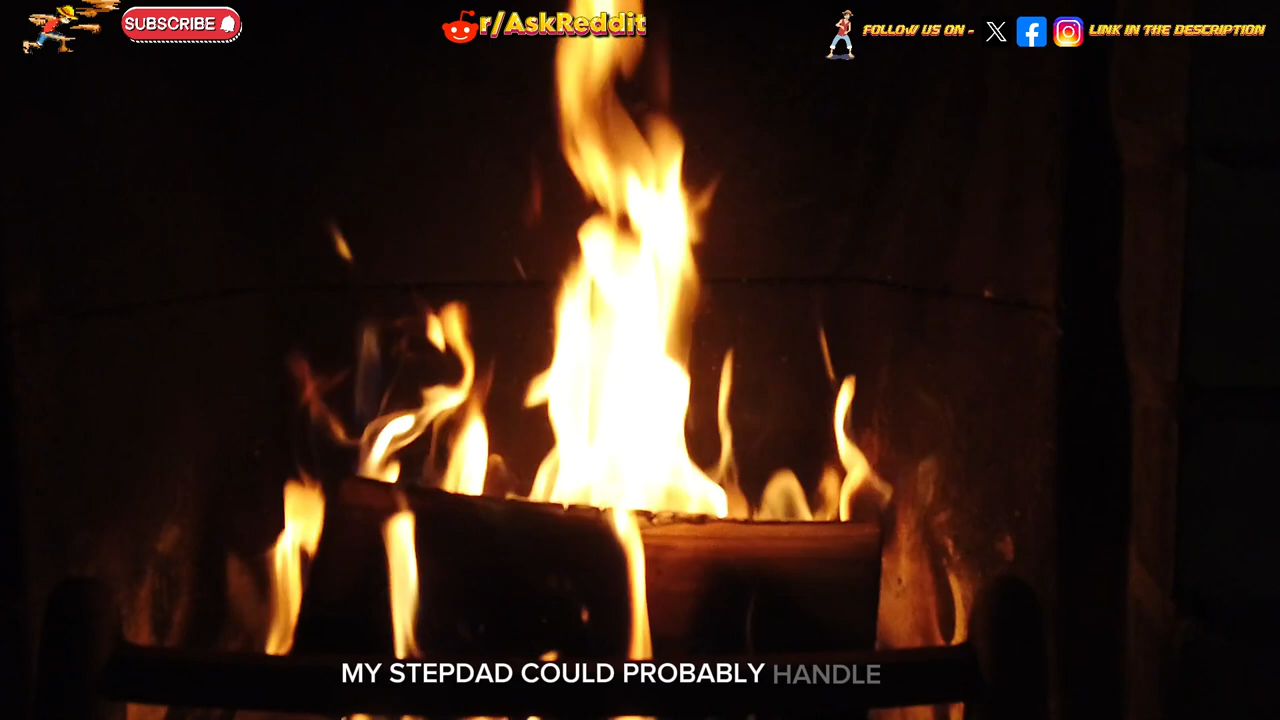 SUBSCRIBE
r/AskReddit
FOLLOW US ON -
LINK IN THE DESCRIPTION
MY STEPDAD COULD PROBABLY HANDLE